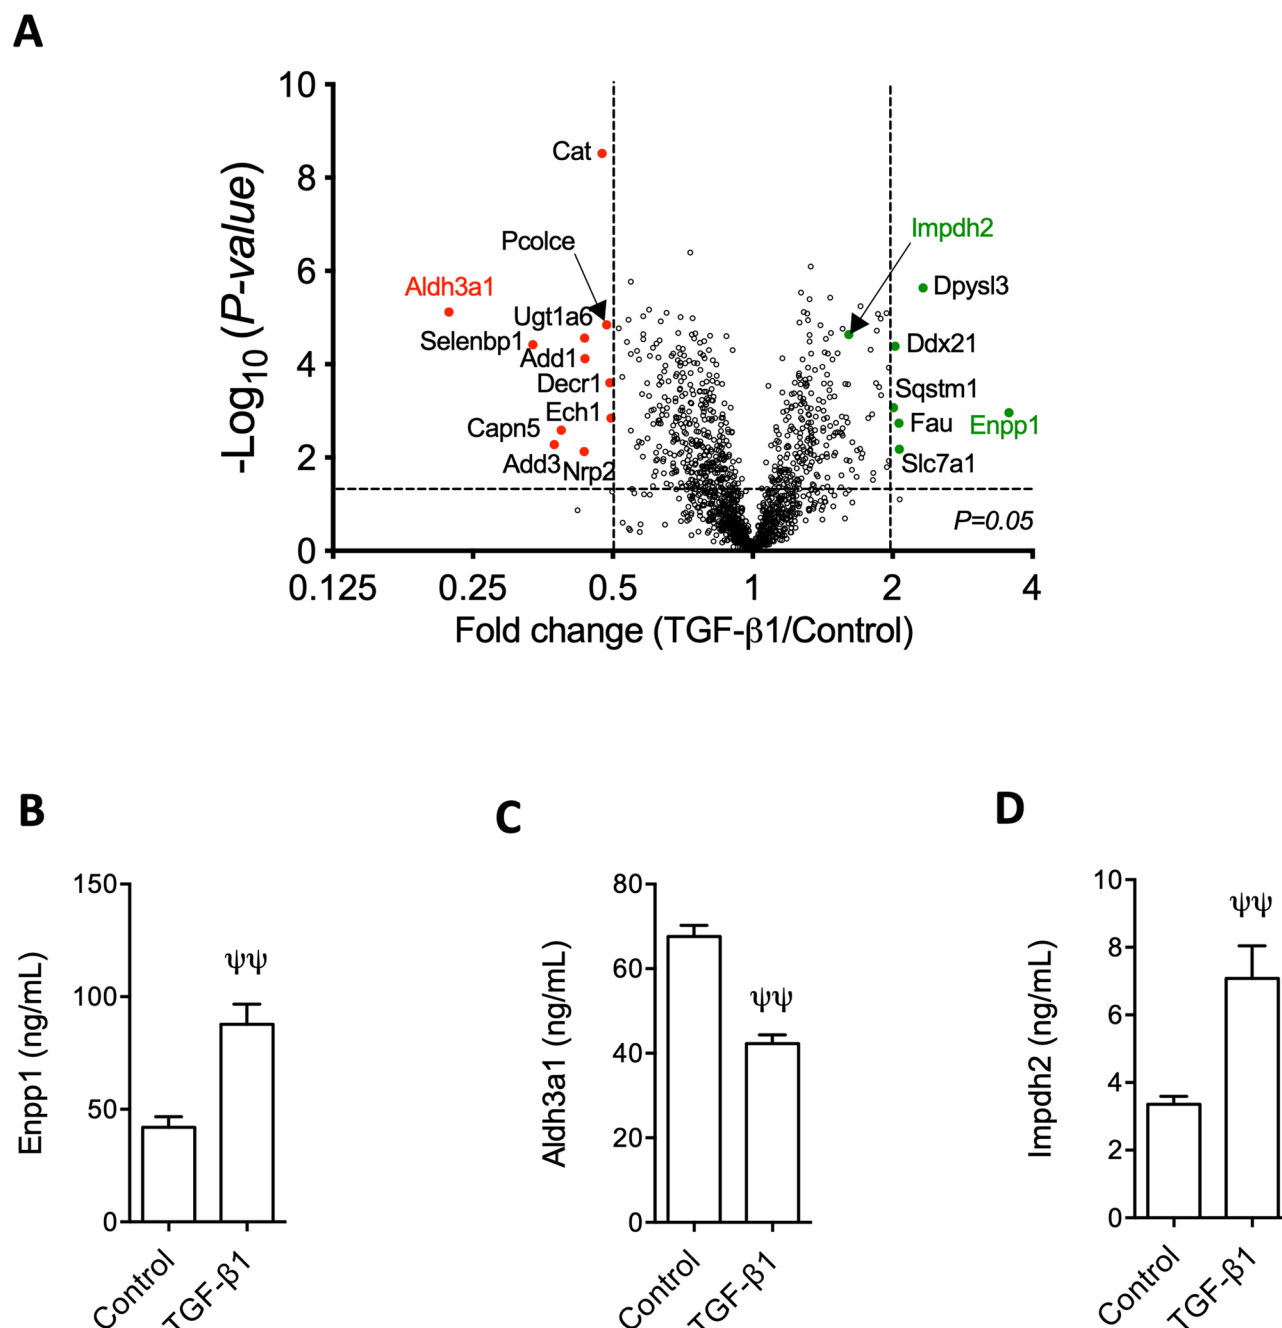 A
-Log10 (P-value)
10
8
6
4
2
0
Cat
Pcolce
Impdh2
Aldh3a1
Dpysl3
Ugt1a6
Selenbp1
Add1
Ddx21
Decr1
Sqstm1
Ech1
Capn5
Fau
Enpp1
Add3
Nrp2
Slc7a1
P=0.05
0.125 0.25 0.5 1 2 4
Fold change (TGF-β1/Control)
B
Enpp1 (ng/mL)
150
100
50
0
ψψ
Control
TGF-β1
C
Aldh3a1 (ng/mL)
80
60
40
20
0
ψψ
Control
TGF-β1
D
Impdh2 (ng/mL)
10
8
6
4
2
0
ψψ
Control
TGF-β1